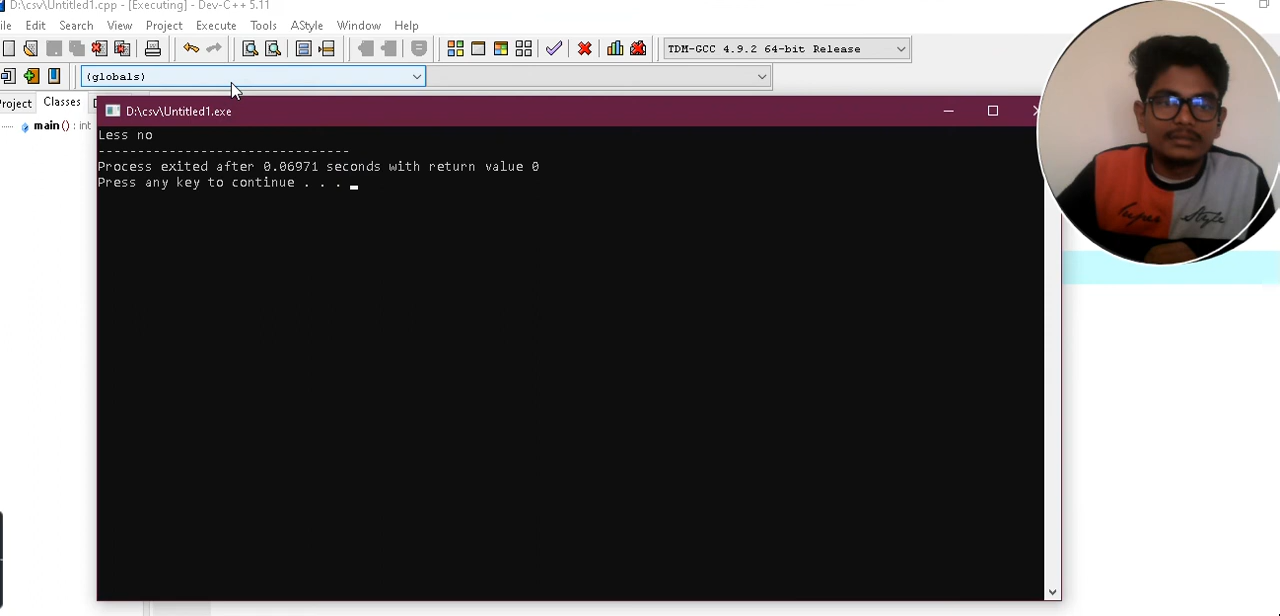 D:\csv\Untitled1.cpp - [Executing] - Dev-C++ 5.11
ile Edit Search View Project Execute Tools AStyle Window Help
TDM-GCC 4.9.2 64-bit Release
(globals)
roject Classes D
main() : int
D:\csv\Untitled1.exe
Less no
--------------------------------
Process exited after 0.06971 seconds with return value 0
Press any key to continue . . .
Super Style